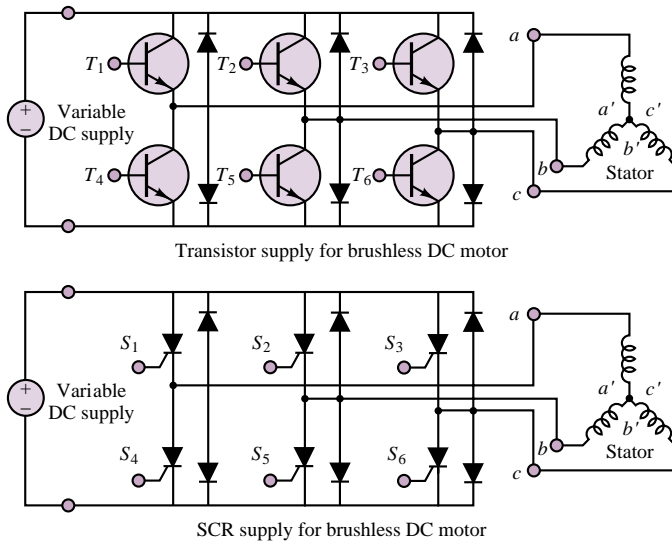 a
T1
T2
T3
+
−
Variable
DC supply
a′
c′
b′
b
Stator
c
T4
T5
T6
Transistor supply for brushless DC motor
a
S1
S2
S3
+
−
Variable
DC supply
a′
c′
b′
b
Stator
c
S4
S5
S6
SCR supply for brushless DC motor